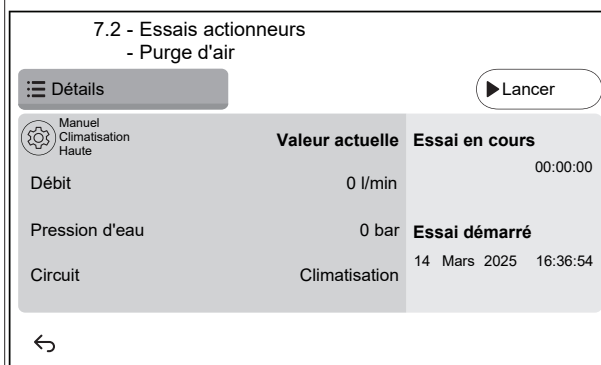 7.2 - Essais actionneurs
- Purge d'air
Détails
Lancer
Manuel
Climatisation
Haute
Valeur actuelle
Essai en cours
00:00:00
Débit
0 l/min
Pression d'eau
0 bar
Essai démarré
14 Mars 2025 16:36:54
Circuit
Climatisation